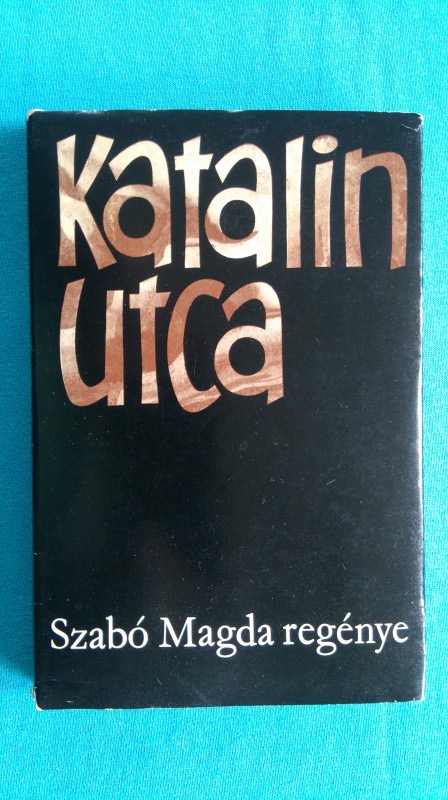 Katalin
utca
Szabó Magda regénye